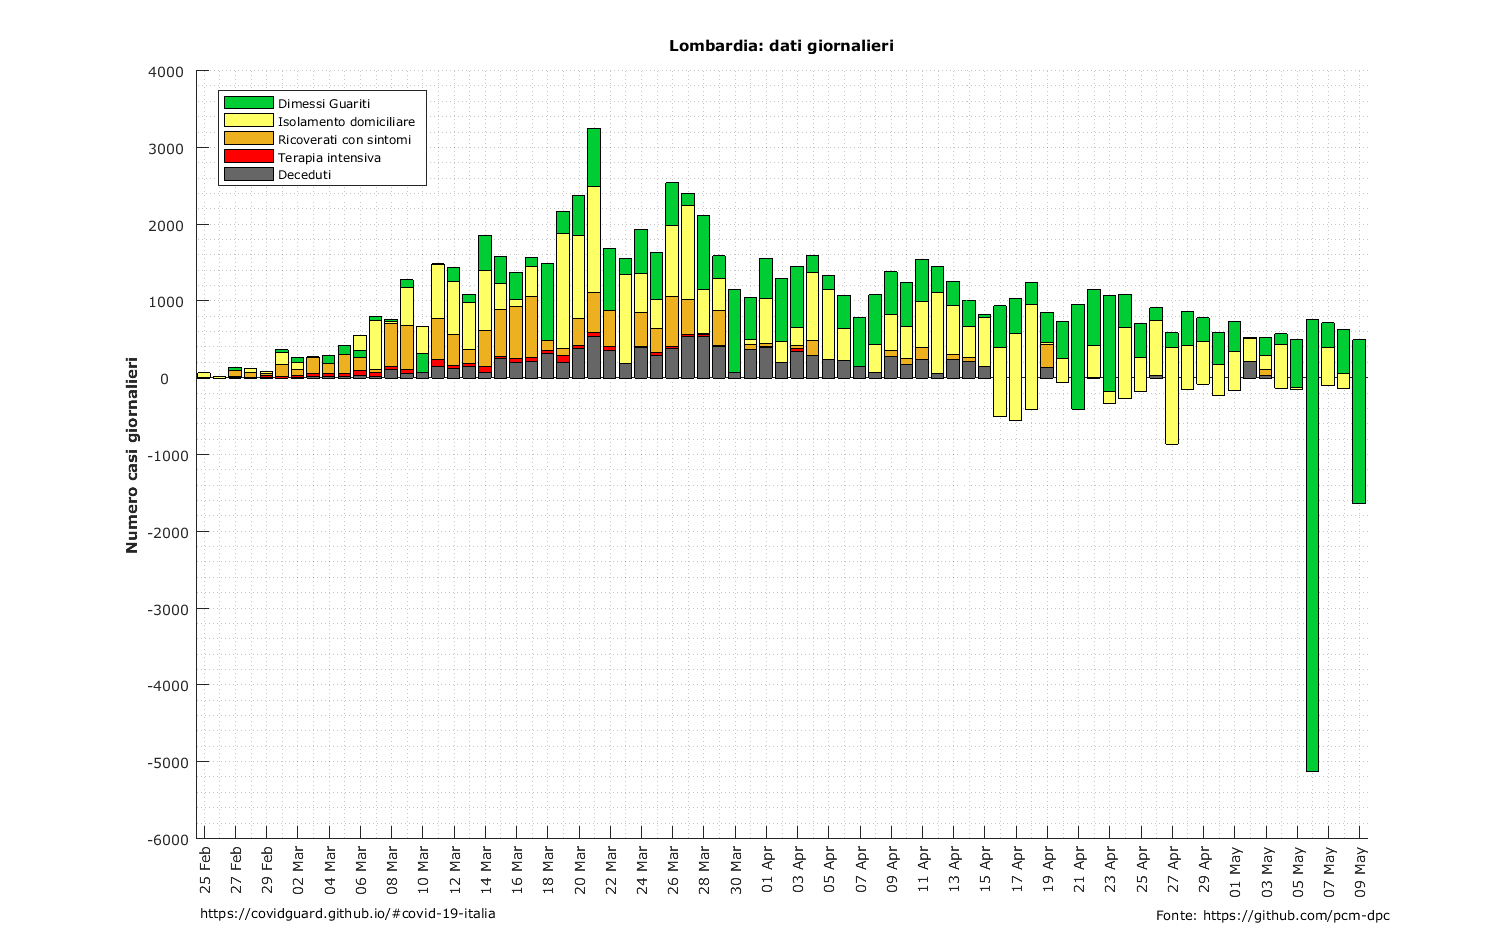 Lombardia: dati giornalieri
4000
3000
2000
1000
0
-1000
-2000
-3000
-4000
-5000
-6000
Numero casi giornalieri
Dimessi Guariti
Isolamento domiciliare
Ricoverati con sintomi
Terapia intensiva
Deceduti
25 Feb
27 Feb
29 Feb
02 Mar
04 Mar
06 Mar
08 Mar
10 Mar
12 Mar
14 Mar
16 Mar
18 Mar
20 Mar
22 Mar
24 Mar
26 Mar
28 Mar
30 Mar
01 Apr
03 Apr
05 Apr
07 Apr
09 Apr
11 Apr
13 Apr
15 Apr
17 Apr
19 Apr
21 Apr
23 Apr
25 Apr
27 Apr
29 Apr
01 May
03 May
05 May
07 May
09 May
https://covidguard.github.io/#covid-19-italia
Fonte: https://github.com/pcm-dpc